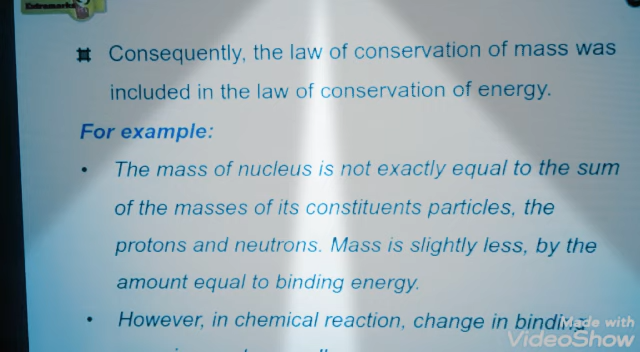 Extramarks
Consequently, the law of conservation of mass was
included in the law of conservation of energy.
For example:
• The mass of nucleus is not exactly equal to the sum
of the masses of its constituents particles, the
protons and neutrons. Mass is slightly less, by the
amount equal to binding energy.
• However, in chemical reaction, change in binding
Made with
VideoShow